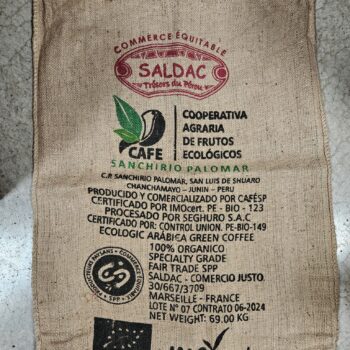 COMMERCE ÉQUITABLE
SALDAC
Trésors du Pérou
CAFE
COOPERATIVA
AGRARIA
DE FRUTOS
ECOLÓGICOS
SANCHIRIO PALOMAR
C.P. SANCHIRIO PALOMAR, SAN LUIS DE SHUARO
CHANCHAMAYO - JUNIN - PERU
PRODUCIDO Y COMERCIALIZADO POR CAFÉSP
CERTIFICADO POR IMOcert. PE - BIO - 123
PROCESADO POR SEGHURO S.A.C
CERTIFICADO POR: CONTROL UNION. PE-BIO-149
ECOLOGIC ARÁBICA GREEN COFFEE
100% ORGANICO
SPECIALTY GRADE
FAIR TRADE SPP
SALDAC - COMERCIO JUSTO.
30/667/3709
MARSEILLE - FRANCE
LOTE N° 07 CONTRATO 06-2024
NET WEIGHT: 69.00 KG
SPP